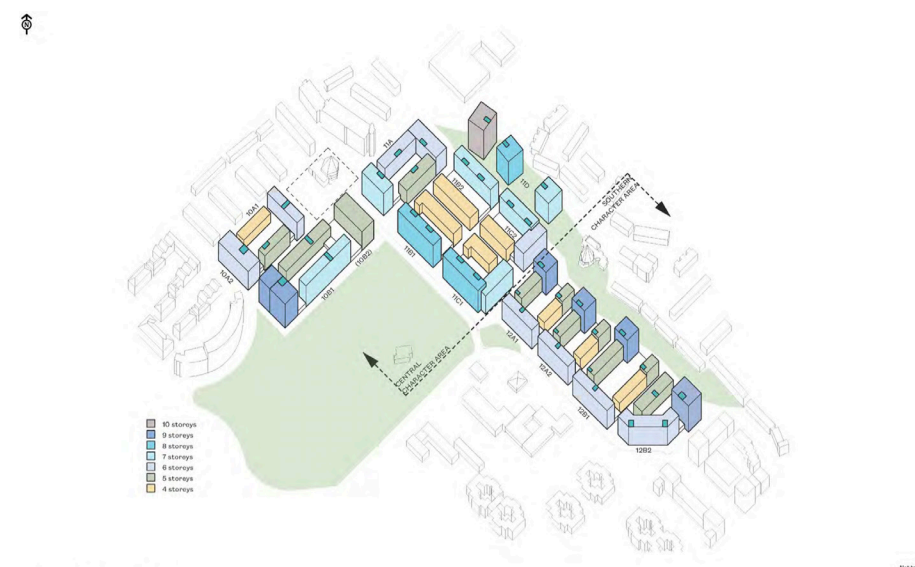 N
11A
11D
11B2
SOUTHERN
CHARACTER AREA
10A1
11C2
10A2
11B1
(10B2)
10B1
11C1
12A1
CENTRAL
CHARACTER AREA
12A2
12B1
12B2
10 storeys
9 storeys
8 storeys
7 storeys
6 storeys
5 storeys
4 storeys